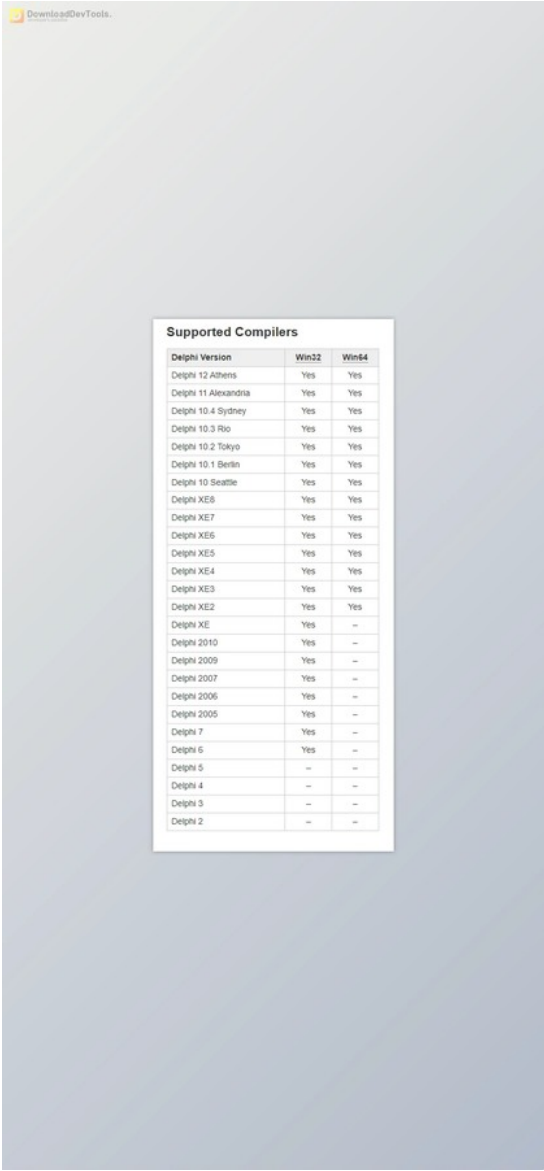 DownloadDevTools.
Supported Compilers
Delphi Version Win32 Win64
Delphi 12 Athens Yes Yes
Delphi 11 Alexandria Yes Yes
Delphi 10.4 Sydney Yes Yes
Delphi 10.3 Rio Yes Yes
Delphi 10.2 Tokyo Yes Yes
Delphi 10.1 Berlin Yes Yes
Delphi 10 Seattle Yes Yes
Delphi XE8 Yes Yes
Delphi XE7 Yes Yes
Delphi XE6 Yes Yes
Delphi XE5 Yes Yes
Delphi XE4 Yes Yes
Delphi XE3 Yes Yes
Delphi XE2 Yes Yes
Delphi XE Yes –
Delphi 2010 Yes –
Delphi 2009 Yes –
Delphi 2007 Yes –
Delphi 2006 Yes –
Delphi 2005 Yes –
Delphi 7 Yes –
Delphi 6 Yes –
Delphi 5 – –
Delphi 4 – –
Delphi 3 – –
Delphi 2 – –